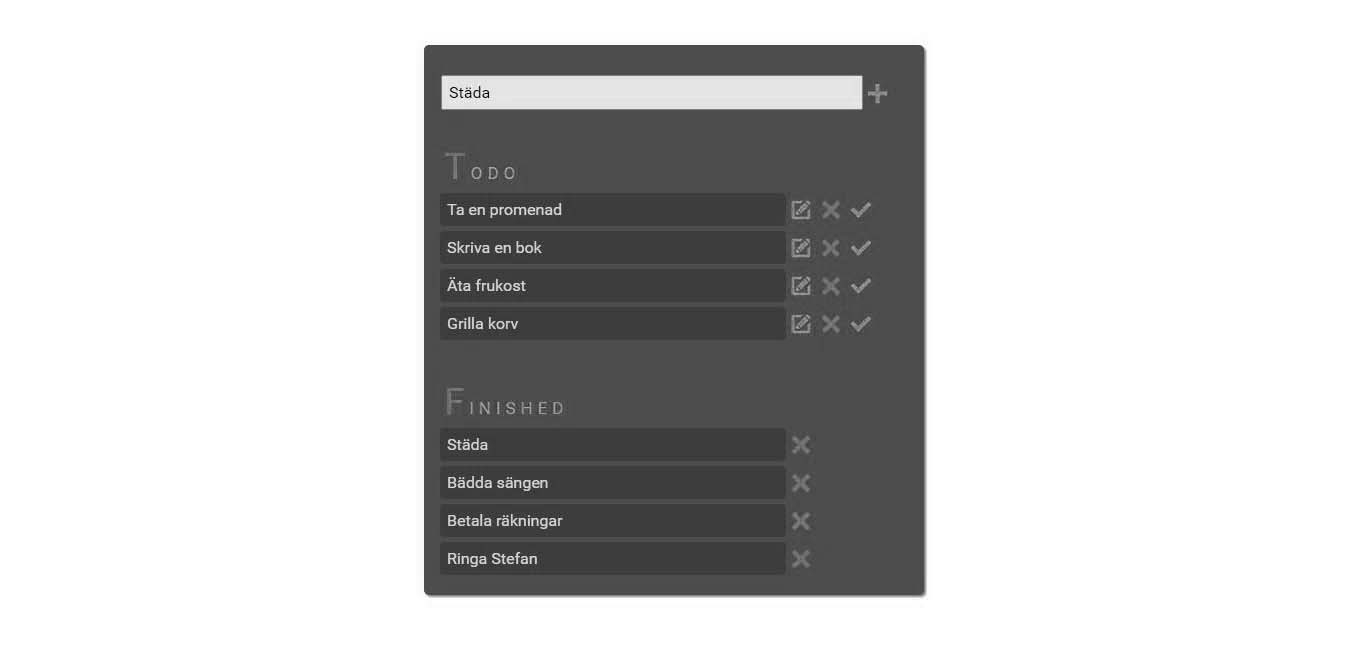 Städa
Todo
Ta en promenad
Skriva en bok
Äta frukost
Grilla korv
Finished
Städa
Bädda sängen
Betala räkningar
Ringa Stefan